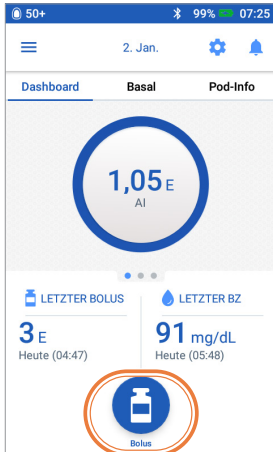 50+ 99% 07:25
2. Jan.
Dashboard Basal Pod-Info
1,05 E
AI
LETZTER BOLUS LETZTER BZ
3 E 91 mg/dL
Heute (04:47) Heute (05:48)
Bolus